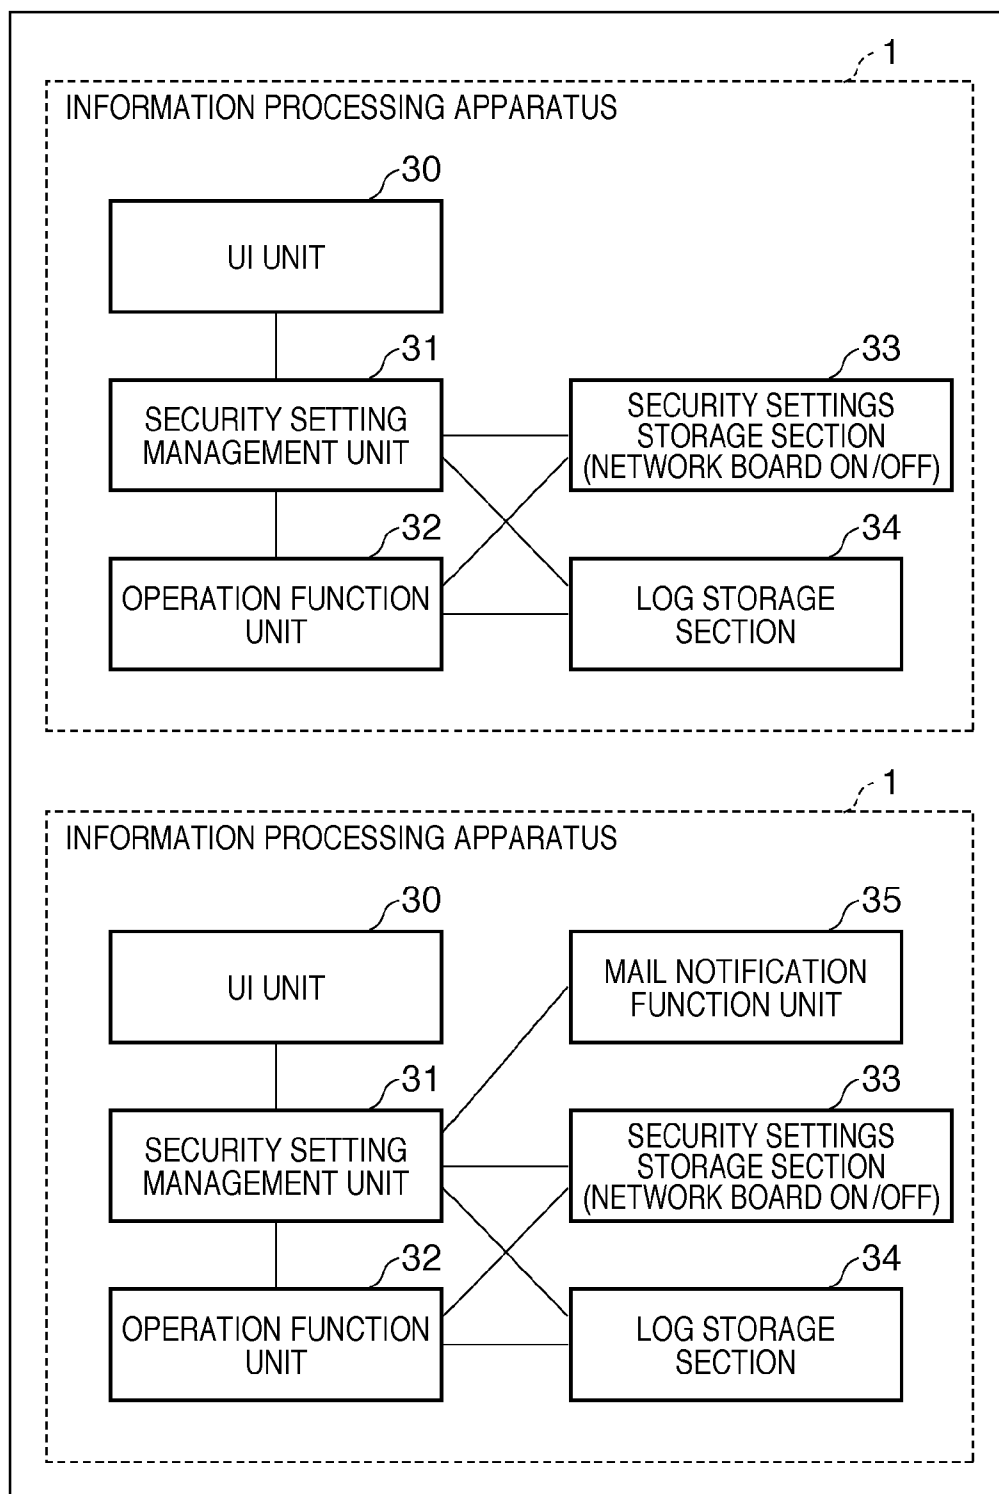 1
INFORMATION PROCESSING APPARATUS
30
UI UNIT
31
SECURITY SETTING
MANAGEMENT UNIT
33
SECURITY SETTINGS
STORAGE SECTION
(NETWORK BOARD ON/OFF)
32
OPERATION FUNCTION
UNIT
34
LOG STORAGE
SECTION
1
INFORMATION PROCESSING APPARATUS
30
UI UNIT
35
MAIL NOTIFICATION
FUNCTION UNIT
31
SECURITY SETTING
MANAGEMENT UNIT
33
SECURITY SETTINGS
STORAGE SECTION
(NETWORK BOARD ON/OFF)
32
OPERATION FUNCTION
UNIT
34
LOG STORAGE
SECTION